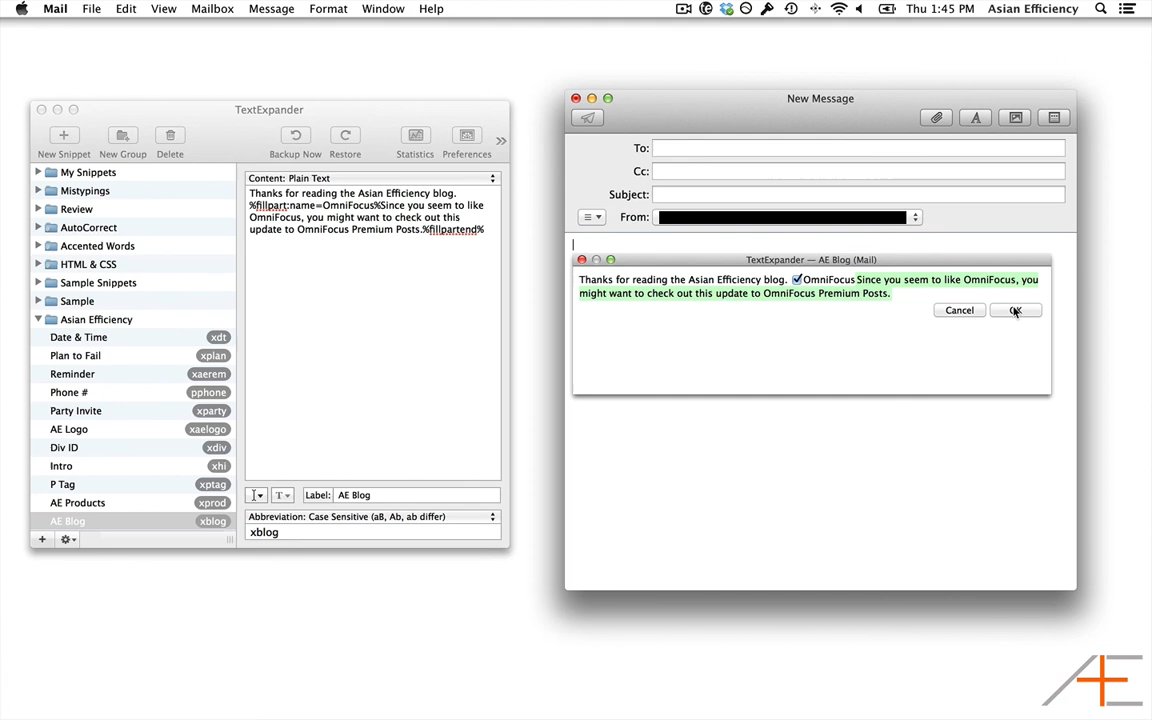 Mail File Edit View Mailbox Message Format Window Help Thu 1:45 PM Asian Efficiency
TextExpander
New Snippet New Group Delete Backup Now Restore Statistics Preferences
My Snippets
Mistypings
Review
AutoCorrect
Accented Words
HTML & CSS
Sample Snippets
Sample
Asian Efficiency
Date & Time xdt
Plan to Fail xplan
Reminder xaerem
Phone # pphone
Party Invite xparty
AE Logo xaelogo
Div ID xdiv
Intro xhi
P Tag xptag
AE Products xprod
AE Blog xblog
Content: Plain Text
Thanks for reading the Asian Efficiency blog.
%fillpart:name=OmniFocus%Since you seem to like
OmniFocus, you might want to check out this
update to OmniFocus Premium Posts.%fillpartend%
Label: AE Blog
Abbreviation: Case Sensitive (aB, Ab, ab differ)
xblog
New Message
To:
Cc:
Subject:
From:
TextExpander — AE Blog (Mail)
Thanks for reading the Asian Efficiency blog. OmniFocus Since you seem to like OmniFocus, you
might want to check out this update to OmniFocus Premium Posts.
Cancel OK
AE